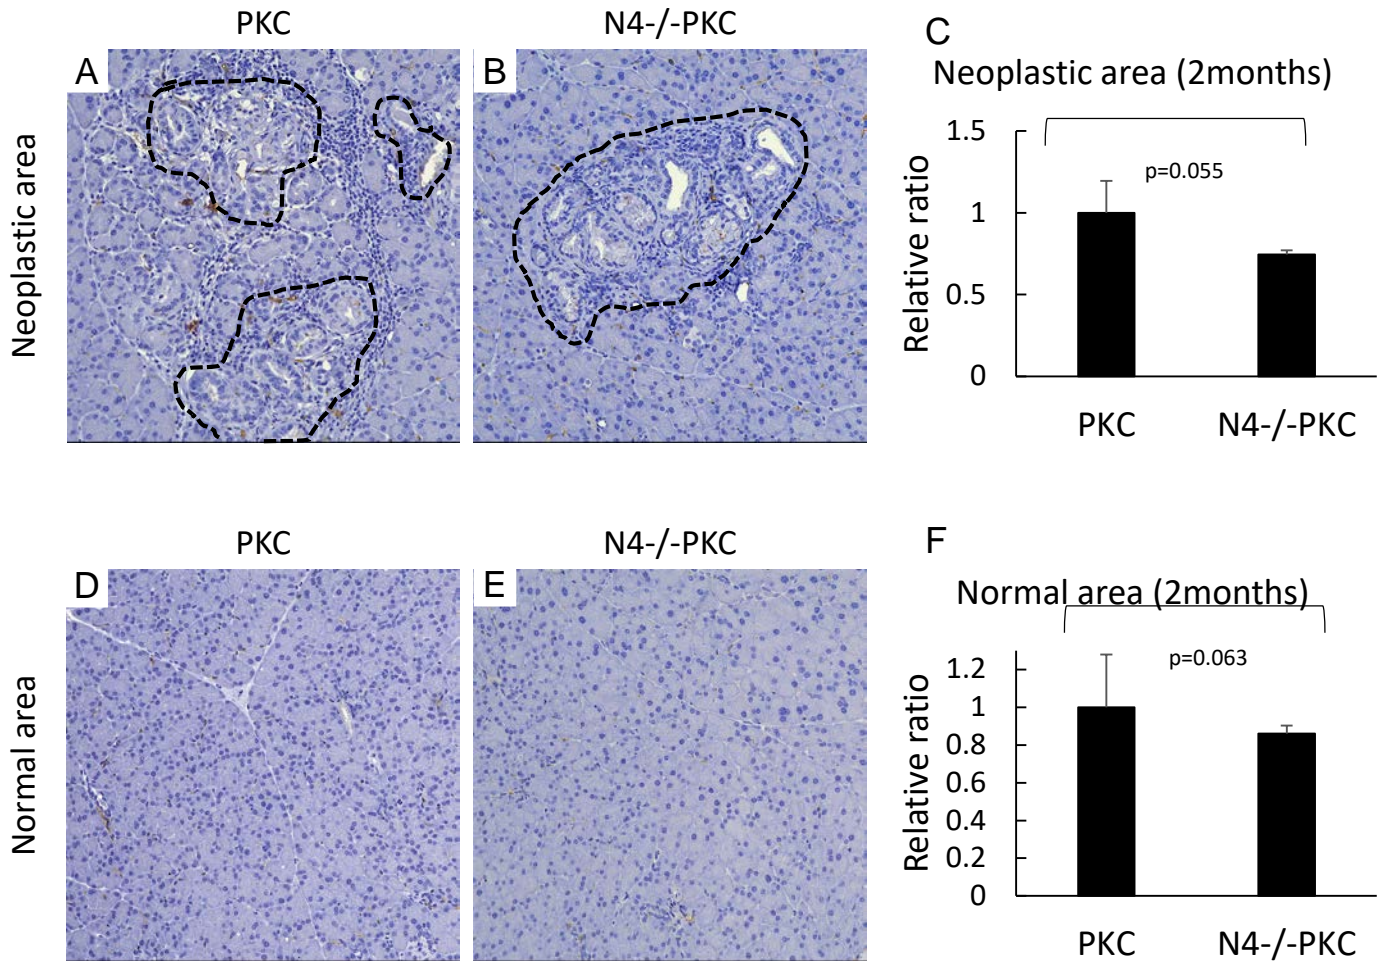 PKC
N4-/-PKC
C
Neoplastic area (2months)
A
B
Neoplastic area
Relative ratio
1.5
1
0.5
0
p=0.055
PKC
N4-/-PKC
PKC
N4-/-PKC
F
Normal area (2months)
D
E
Normal area
Relative ratio
1.2
1
0.8
0.6
0.4
0.2
0
p=0.063
PKC
N4-/-PKC